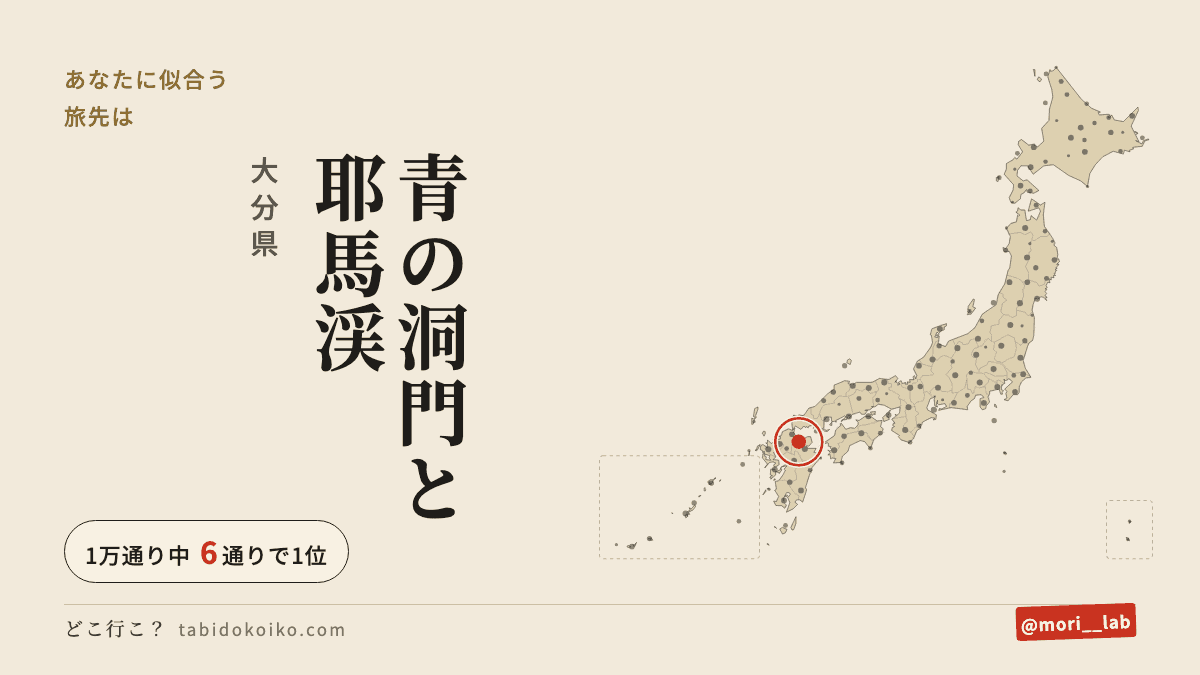 あなたに似合う
旅先は
青の洞門と
耶馬渓
大分県
1万通り中 6通りで1位
どこ行こ？ tabidokoiko.com
@mori__lab